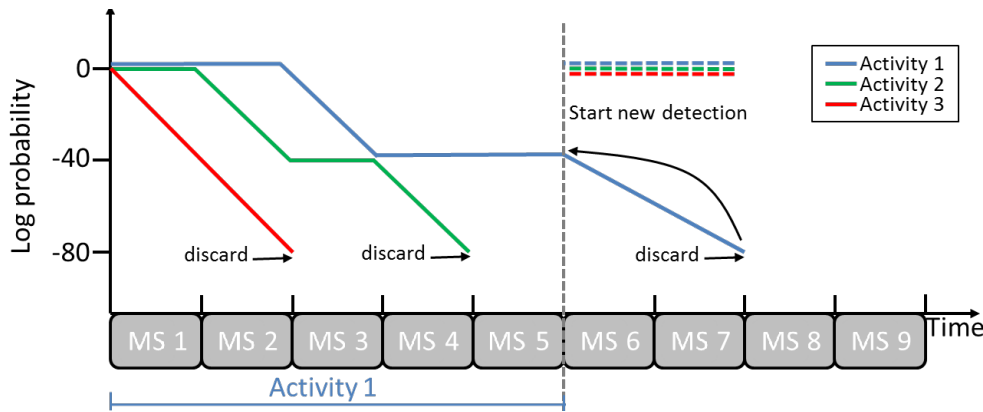 Log probability
0
-40
-80
Activity 1
Activity 2
Activity 3
Start new detection
discard
discard
discard
MS 1
MS 2
MS 3
MS 4
MS 5
MS 6
MS 7
MS 8
MS 9
Time
Activity 1